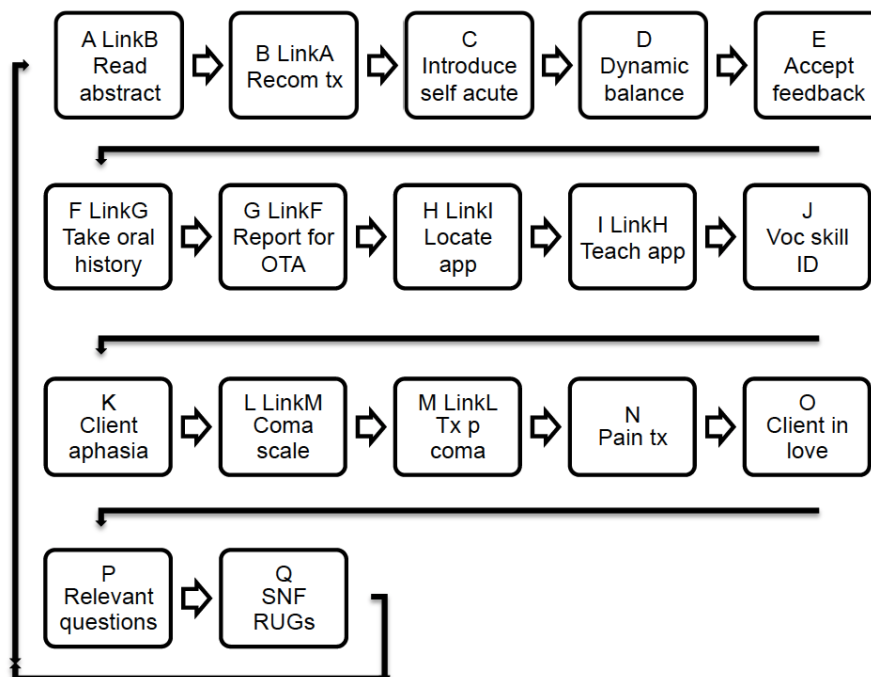 A LinkB
Read
abstract
B LinkA
Recom tx
C
Introduce
self acute
D
Dynamic
balance
E
Accept
feedback
F LinkG
Take oral
history
G LinkF
Report for
OTA
H LinkI
Locate
app
I LinkH
Teach app
J
Voc skill
ID
K
Client
aphasia
L LinkM
Coma
scale
M LinkL
Tx p
coma
N
Pain tx
O
Client in
love
P
Relevant
questions
Q
SNF
RUGs